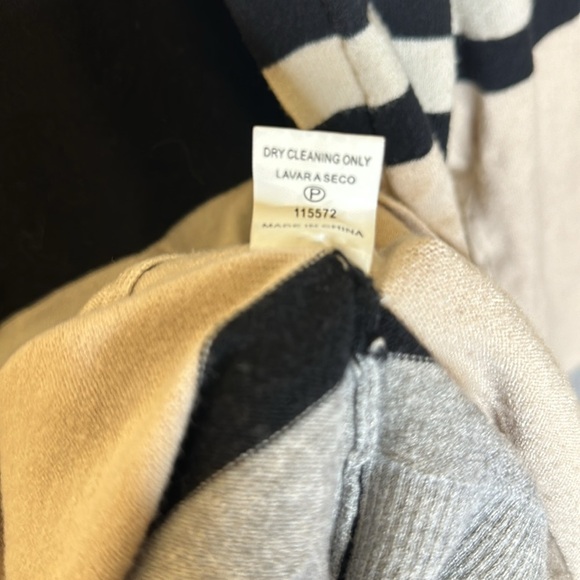 DRY CLEANING ONLY
LAVAR A SECO
P
115572
MADE IN CHINA